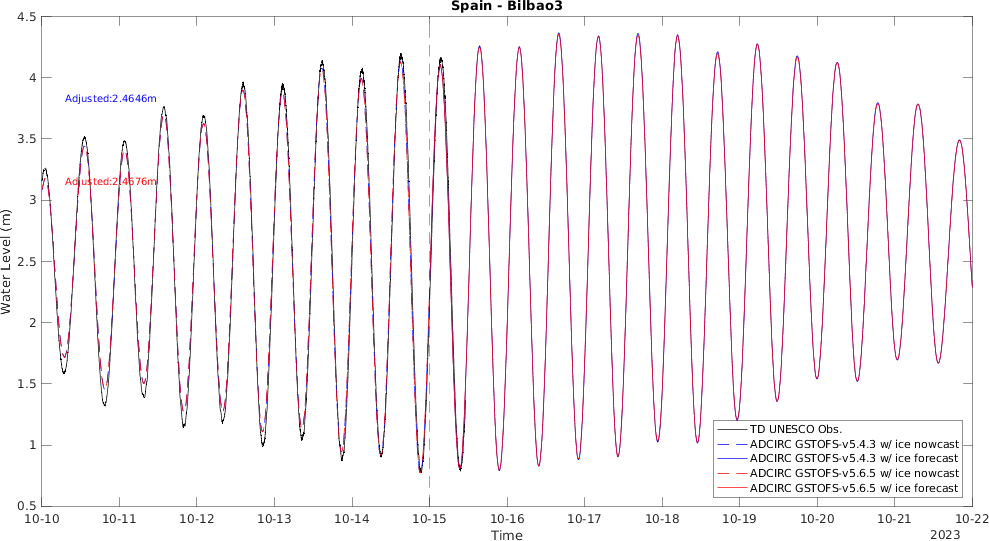 Spain - Bilbao3
4.5
4
3.5
3
2.5
2
1.5
1
0.5
Water Level (m)
Adjusted:2.4646m
Adjusted:2.4676m
TD UNESCO Obs.
ADCIRC GSTOFS-v5.4.3 w/ ice nowcast
ADCIRC GSTOFS-v5.4.3 w/ ice forecast
ADCIRC GSTOFS-v5.6.5 w/ ice nowcast
ADCIRC GSTOFS-v5.6.5 w/ ice forecast
10-10 10-11 10-12 10-13 10-14 10-15 10-16 10-17 10-18 10-19 10-20 10-21 10-22
Time
2023